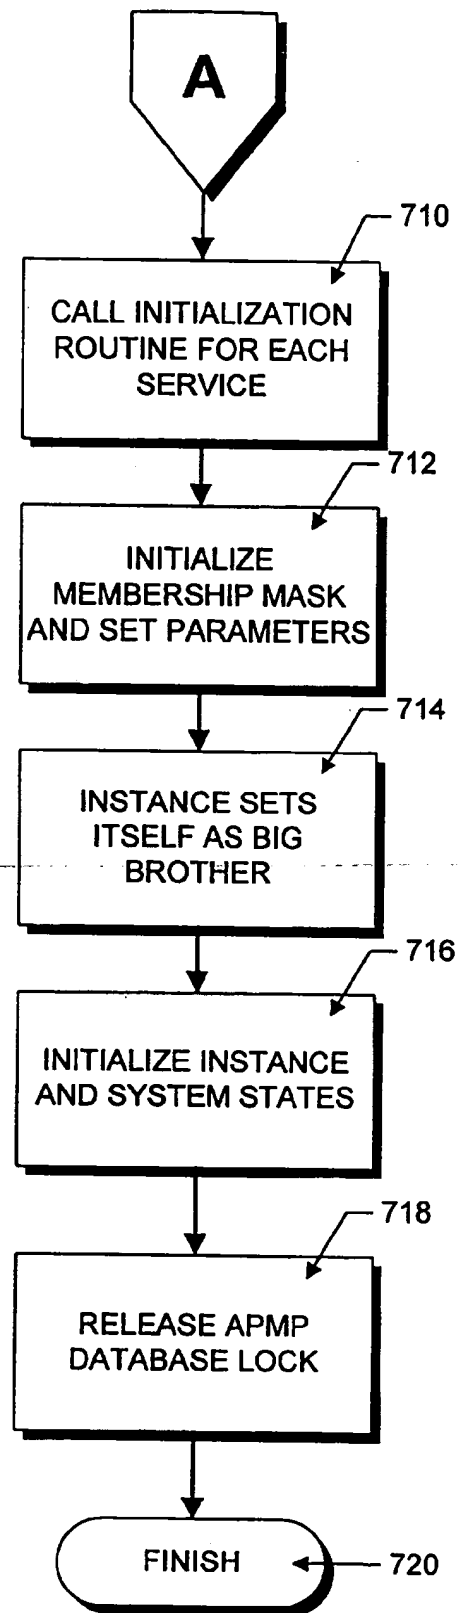 A
710
CALL INITIALIZATION
ROUTINE FOR EACH
SERVICE
712
INITIALIZE
MEMBERSHIP MASK
AND SET PARAMETERS
714
INSTANCE SETS
ITSELF AS BIG
BROTHER
716
INITIALIZE INSTANCE
AND SYSTEM STATES
718
RELEASE APMP
DATABASE LOCK
FINISH
720